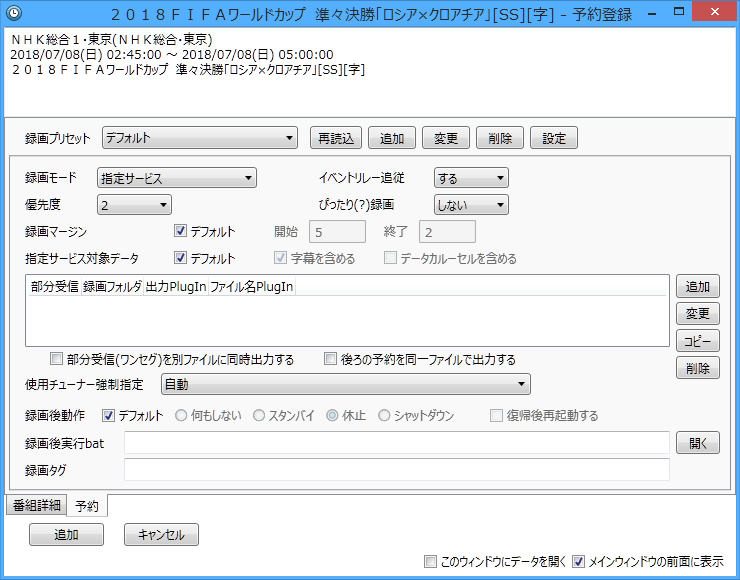 ２０１８ＦＩＦＡワールドカップ 準々決勝「ロシア×クロアチア」[SS][字] - 予約登録
ＮＨＫ総合１・東京(ＮＨＫ総合・東京)
2018/07/08(日) 02:45:00 ～ 2018/07/08(日) 05:00:00
２０１８ＦＩＦＡワールドカップ 準々決勝「ロシア×クロアチア」[SS][字]
録画プリセット デフォルト 再読込 追加 変更 削除 設定
録画モード 指定サービス イベントリレー追従 する
優先度 2 ぴったり(?)録画 しない
録画マージン デフォルト 開始 5 終了 2
指定サービス対象データ デフォルト 字幕を含める データカルーセルを含める
部分受信 録画フォルダ 出力PlugIn ファイル名PlugIn 追加
変更
コピー
削除
部分受信(ワンセグ)を別ファイルに同時出力する 後ろの予約を同一ファイルで出力する
使用チューナー強制指定 自動
録画後動作 デフォルト 何もしない スタンバイ 休止 シャットダウン 復帰後再起動する
録画後実行bat 開く
録画タグ
番組詳細 予約
追加 キャンセル
このウィンドウにデータを開く メインウィンドウの前面に表示